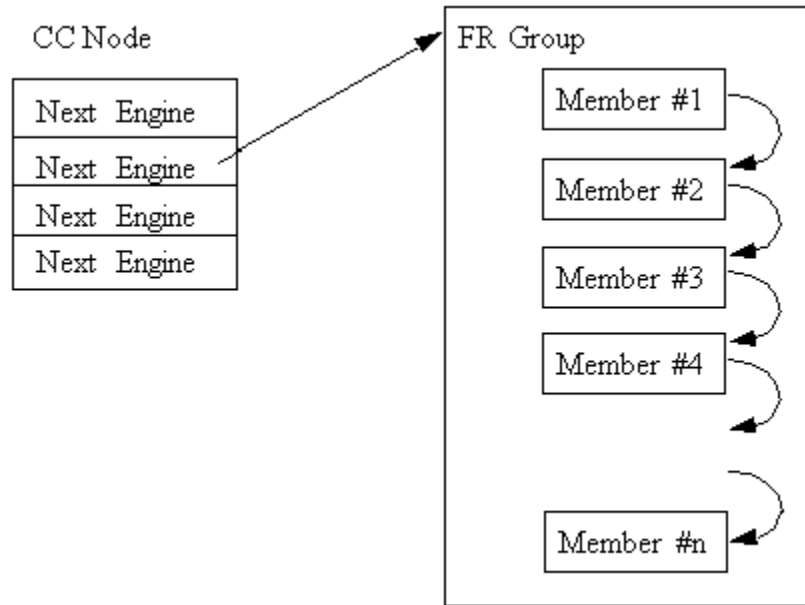 CC Node
Next Engine
Next Engine
Next Engine
Next Engine
FR Group
Member #1
Member #2
Member #3
Member #4
Member #n